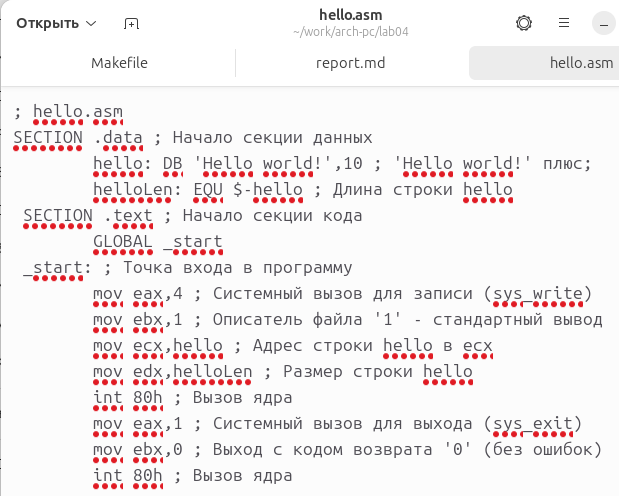 Открыть
hello.asm
~/work/arch-pc/lab04
Makefile
report.md
hello.asm
; hello.asm
SECTION .data ; Начало секции данных
hello: DB 'Hello world!',10 ; 'Hello world!' плюс;
helloLen: EQU $-hello ; Длина строки hello
SECTION .text ; Начало секции кода
GLOBAL _start
_start: ; Точка входа в программу
mov eax,4 ; Системный вызов для записи (sys_write)
mov ebx,1 ; Описатель файла '1' - стандартный вывод
mov ecx,hello ; Адрес строки hello в ecx
mov edx,helloLen ; Размер строки hello
int 80h ; Вызов ядра
mov eax,1 ; Системный вызов для выхода (sys_exit)
mov ebx,0 ; Выход с кодом возврата '0' (без ошибок)
int 80h ; Вызов ядра